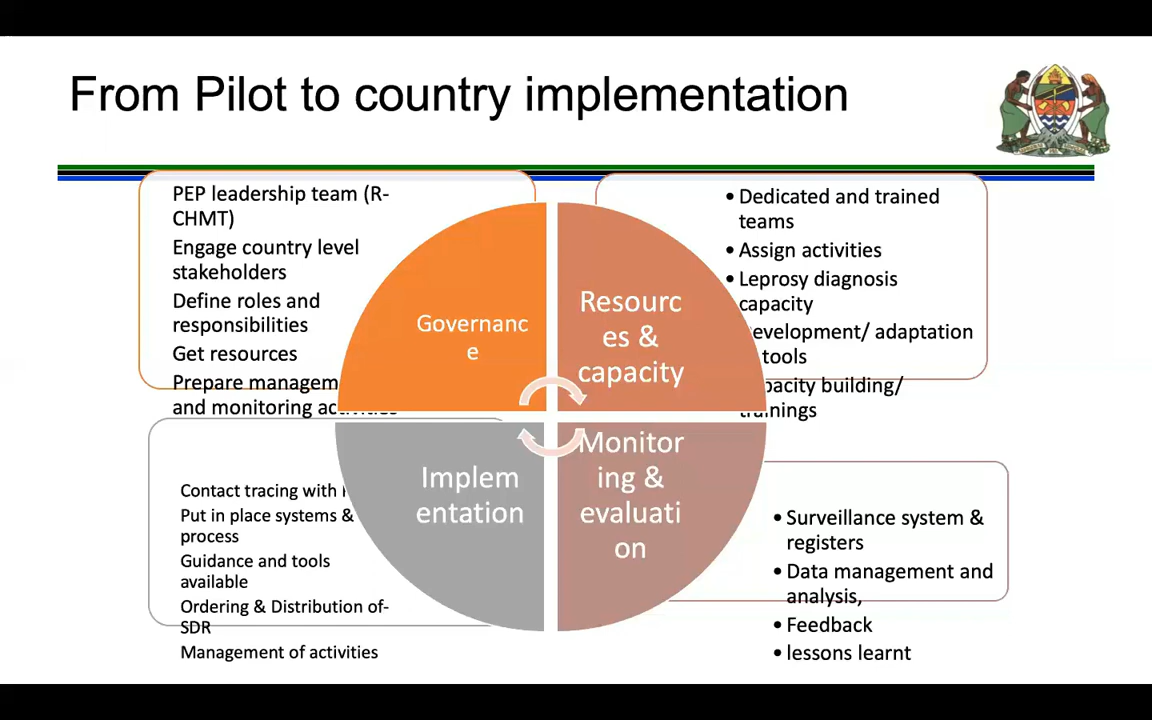 From Pilot to country implementation
PEP leadership team (R-
CHMT)
Engage country level
stakeholders
Define roles and
responsibilities
Get resources
Prepare managem
and monitoring activities
Governanc
e
Resourc
es &
capacity
• Dedicated and trained
teams
• Assign activities
• Leprosy diagnosis
capacity
evelopment/ adaptation
tools
pacity building/
trainings
Contact tracing with
Put in place systems &
process
Guidance and tools
available
Ordering & Distribution of-
SDR
Management of activities
Implem
entation
Monitor
ing &
evaluati
on
• Surveillance system &
registers
• Data management and
analysis,
• Feedback
• lessons learnt